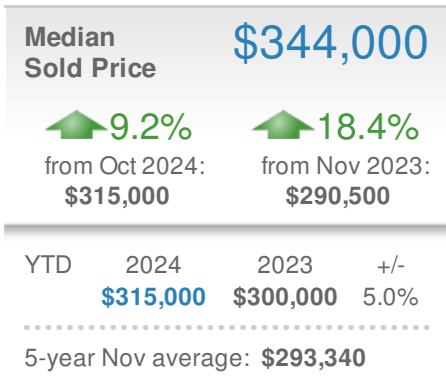 Median
Sold Price
$344,000
9.2%
from Oct 2024:
$315,000
18.4%
from Nov 2023:
$290,500
YTD 2024 2023 +/-
$315,000 $300,000 5.0%
5-year Nov average: $293,340